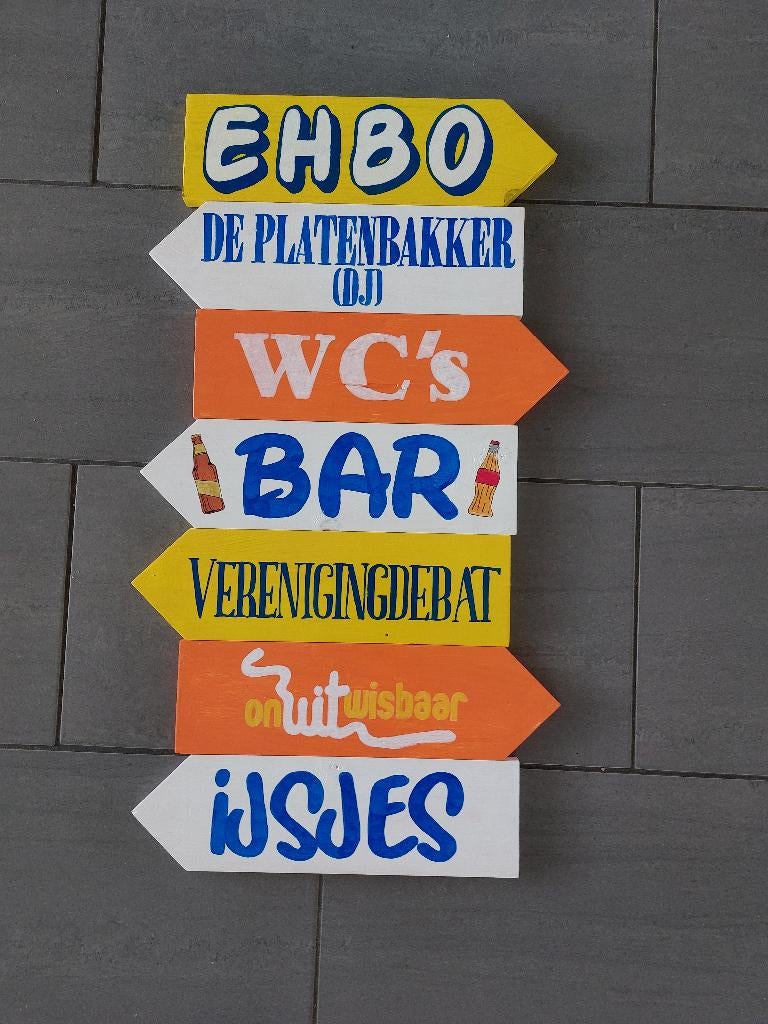 EHBO
DE PLATENBAKKER
(DJ)
WC's
BAR
VERENIGINGDEBAT
onuitwisbaar
iJSJES